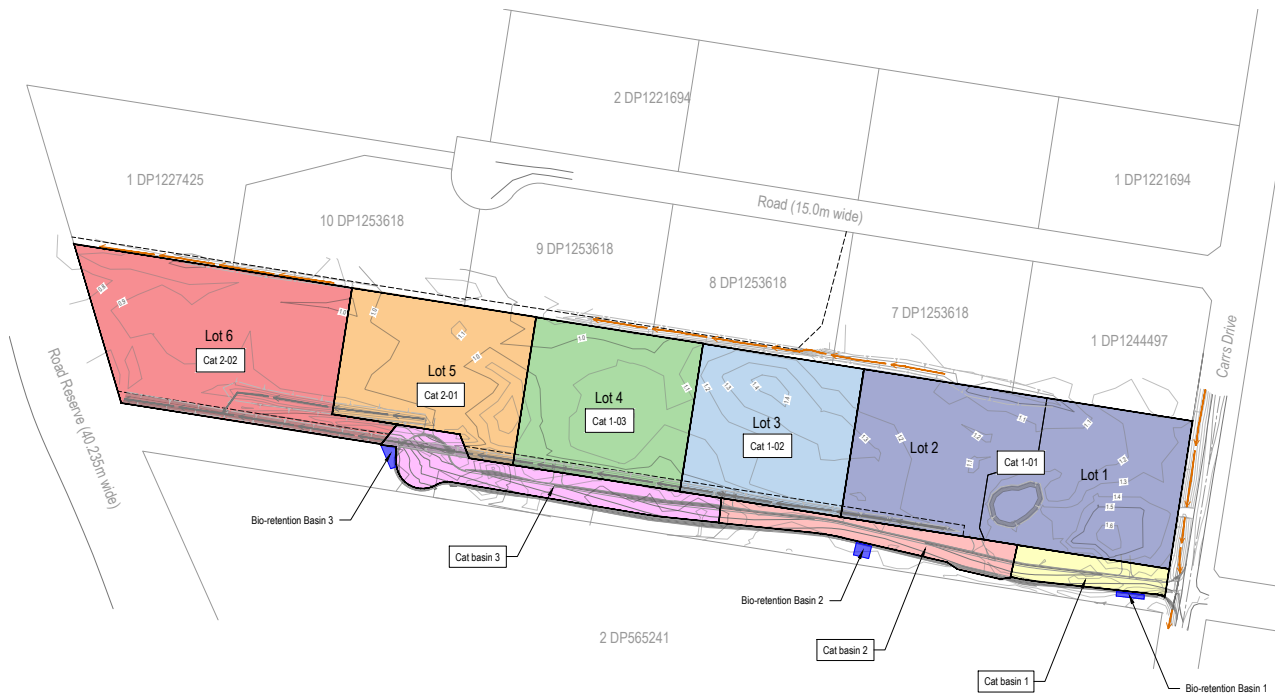 2 DP1221694
1 DP1227425
1 DP1221694
10 DP1253618
Road (15.0m wide)
9 DP1253618
8 DP1253618
7 DP1253618
1 DP1244497
Carrs Drive
Road Reserve (40.235m wide)
Lot 6
Cat 2-02
Lot 5
Cat 2-01
Lot 4
Cat 1-03
Lot 3
Cat 1-02
Lot 2
Cat 1-01
Lot 1
Bio-retention Basin 3
Cat basin 3
Bio-retention Basin 2
2 DP565241
Cat basin 2
Cat basin 1
Bio-retention Basin 1